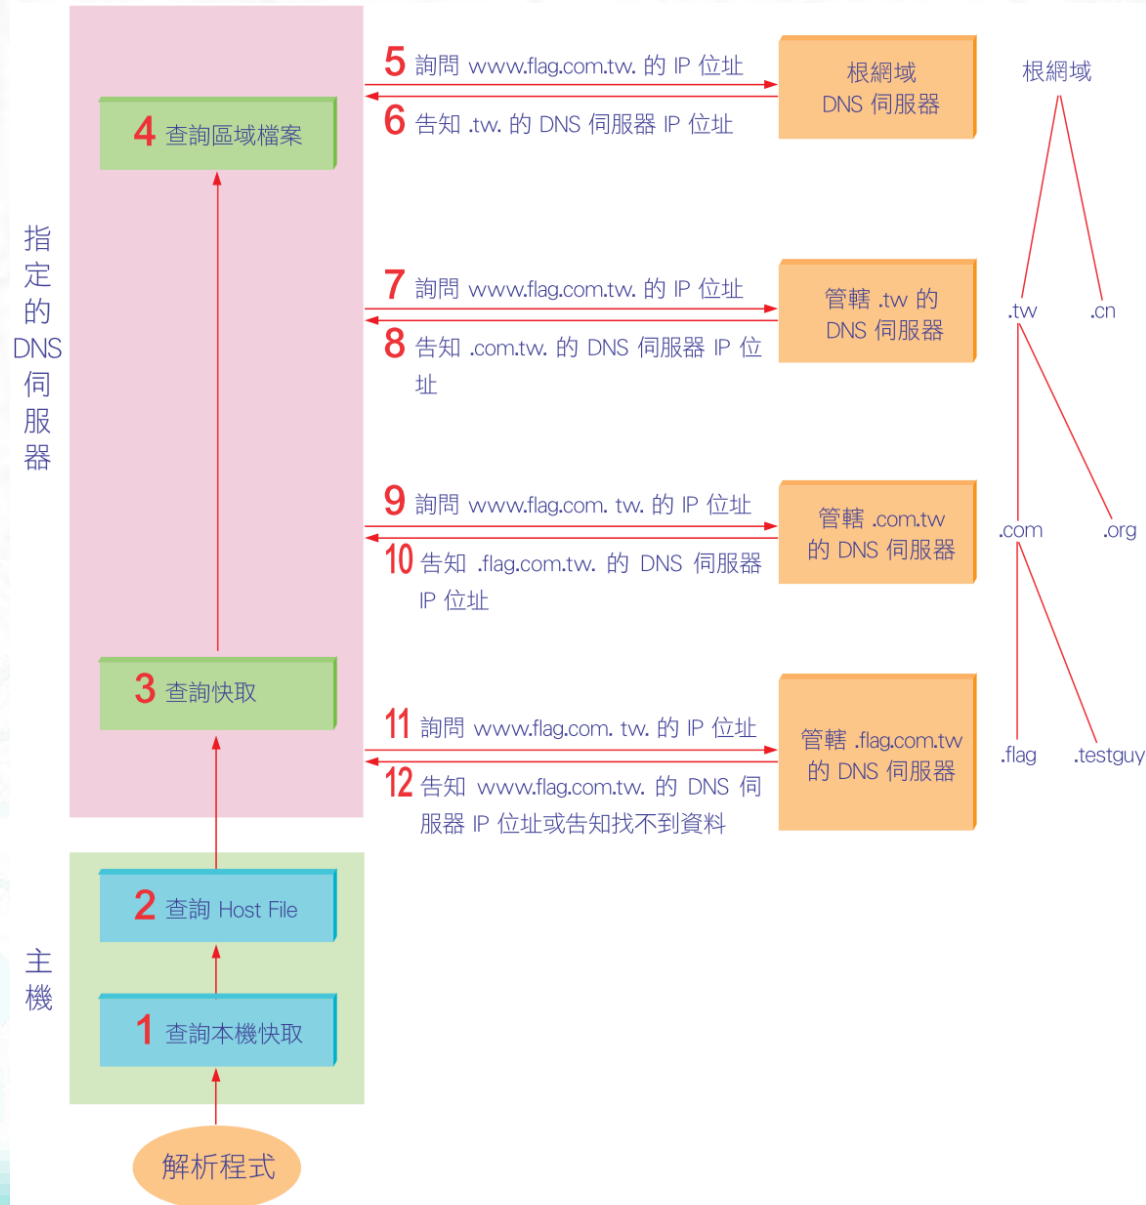 5 詢問 www.flag.com.tw. 的 IP 位址
6 告知 .tw. 的 DNS 伺服器 IP 位址
根網域
DNS 伺服器
根網域
4 查詢區域檔案
指定的DNS伺服器
7 詢問 www.flag.com.tw. 的 IP 位址
8 告知 .com.tw. 的 DNS 伺服器 IP 位
址
管轄 .tw 的
DNS 伺服器
.tw
.cn
9 詢問 www.flag.com. tw. 的 IP 位址
10 告知 .flag.com.tw. 的 DNS 伺服器
IP 位址
管轄 .com.tw
的 DNS 伺服器
.com
.org
3 查詢快取
11 詢問 www.flag.com. tw. 的 IP 位址
12 告知 www.flag.com.tw. 的 DNS 伺
服器 IP 位址或告知找不到資料
管轄 .flag.com.tw
的 DNS 伺服器
.flag
.testguy
主機
2 查詢 Host File
1 查詢本機快取
解析程式